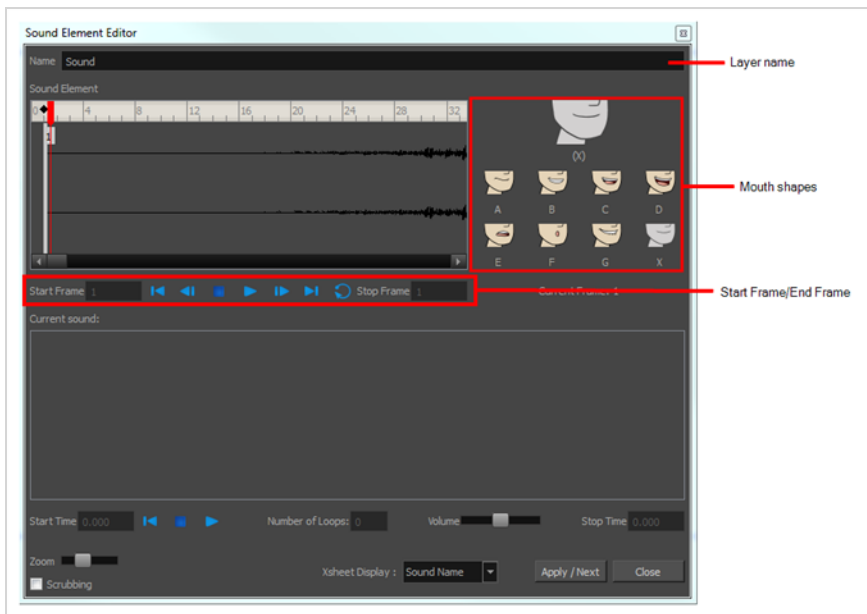 Sound Element Editor
Name Sound
Layer name
Sound Element
0 4 8 12 16 20 24 28 32
1
(X)
A B C D
Mouth shapes
E F G X
Start Frame 1 Stop Frame 1 Current Frame: 1
Start Frame/End Frame
Current sound:
Start Time 0.000 Number of Loops: 0 Volume Stop Time 0.000
Zoom
Scrubbing
Xsheet Display : Sound Name Apply / Next Close